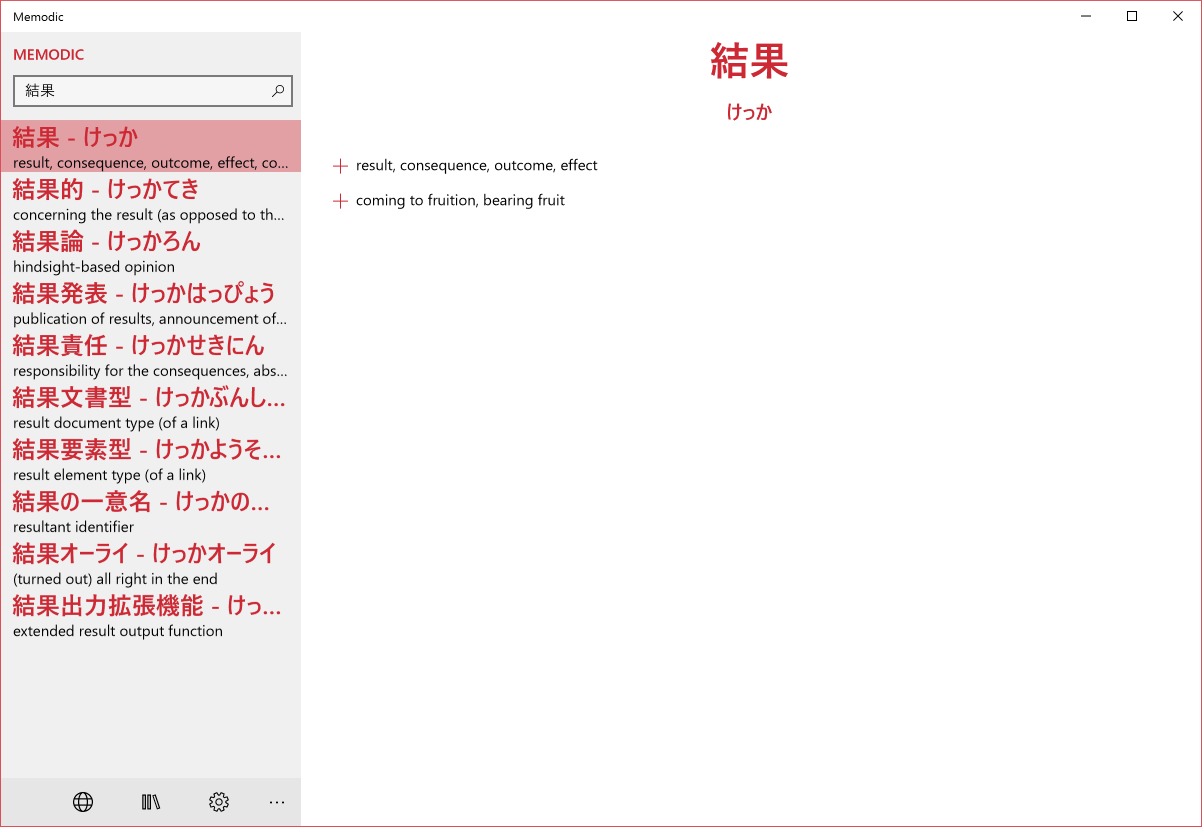 Memodic
MEMODIC
結果
結果 - けっか
result, consequence, outcome, effect, co...
結果的 - けっかてき
concerning the result (as opposed to th...
結果論 - けっかろん
hindsight-based opinion
結果発表 - けっかはっぴょう
publication of results, announcement of...
結果責任 - けっかせきにん
responsibility for the consequences, abs...
結果文書型 - けっかぶんし...
result document type (of a link)
結果要素型 - けっかようそ...
result element type (of a link)
結果の一意名 - けっかの...
resultant identifier
結果オーライ - けっかオーライ
(turned out) all right in the end
結果出力拡張機能 - けっ...
extended result output function
結果
けっか
result, consequence, outcome, effect
coming to fruition, bearing fruit